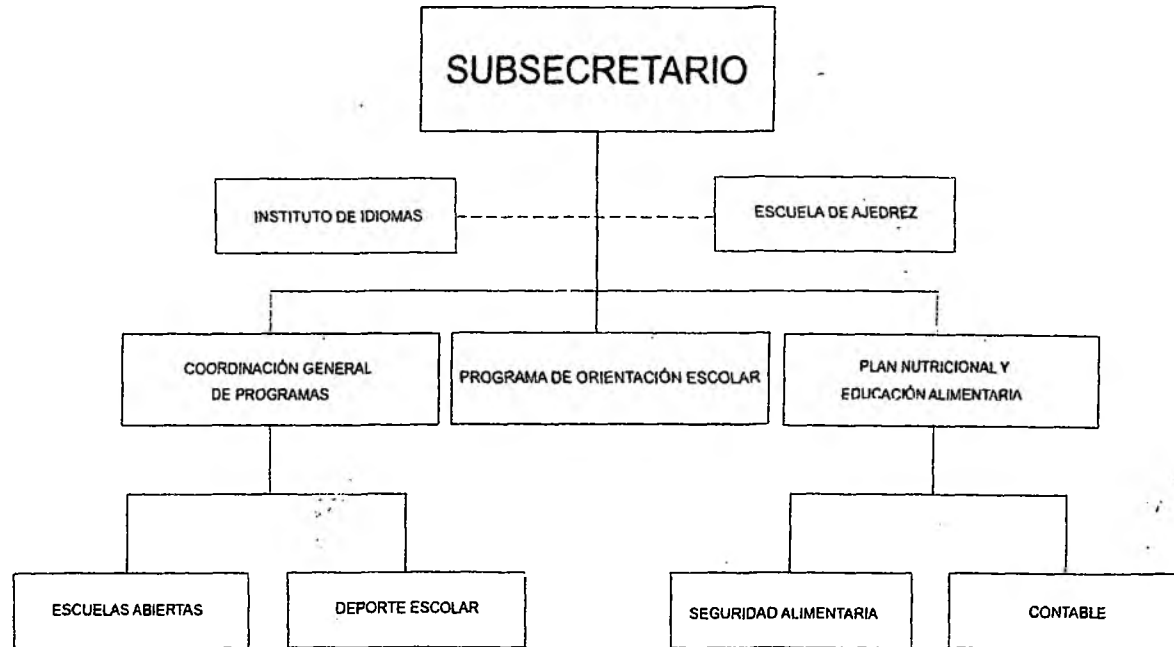 SUBSECRETARIO
INSTITUTO DE IDIOMAS
ESCUELA DE AJEDREZ
COORDINACIÓN GENERAL
DE PROGRAMAS
PROGRAMA DE ORIENTACIÓN ESCOLAR
PLAN NUTRICIONAL Y
EDUCACIÓN ALIMENTARIA
ESCUELAS ABIERTAS
DEPORTE ESCOLAR
SEGURIDAD ALIMENTARIA
CONTABLE